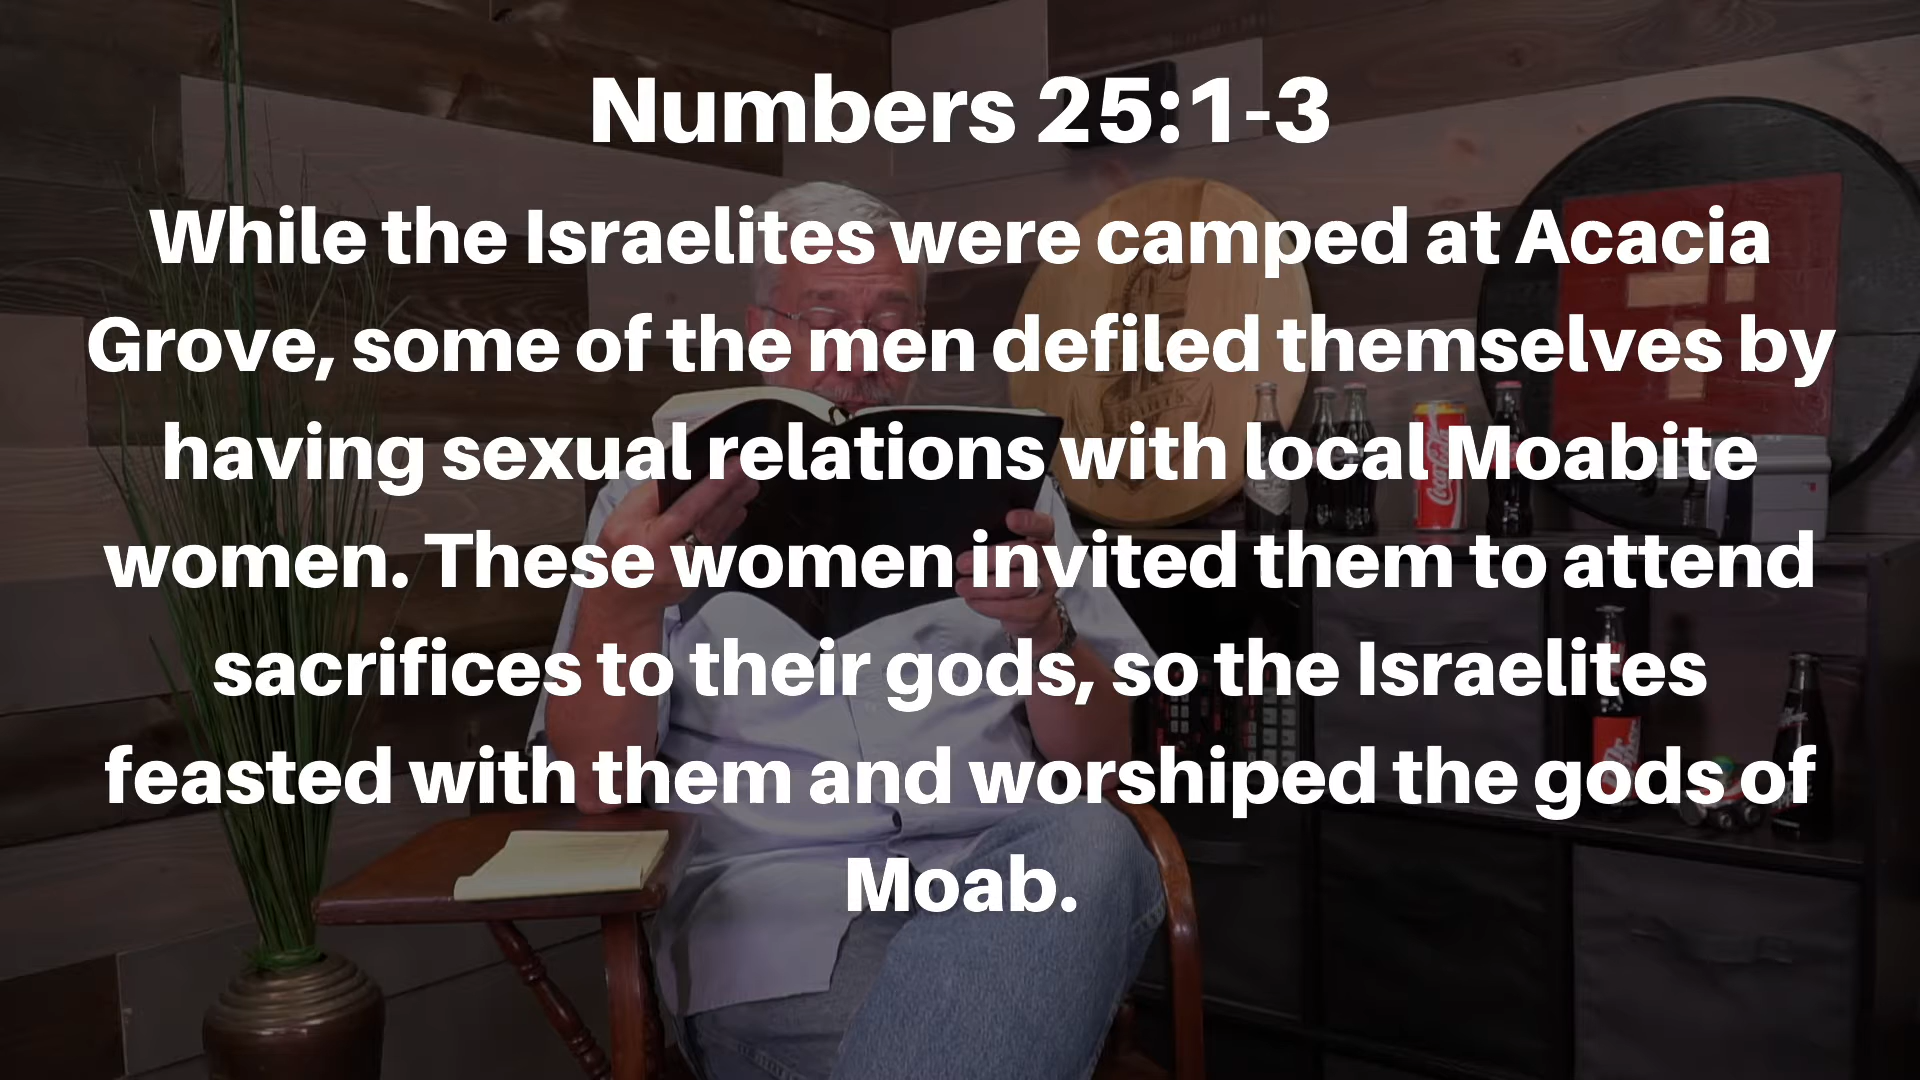 Numbers 25:1-3
While the Israelites were camped at Acacia
Grove, some of the men defiled themselves by
having sexual relations with local Moabite
women. These women invited them to attend
sacrifices to their gods, so the Israelites
feasted with them and worshiped the gods of
Moab.
Coca-Cola